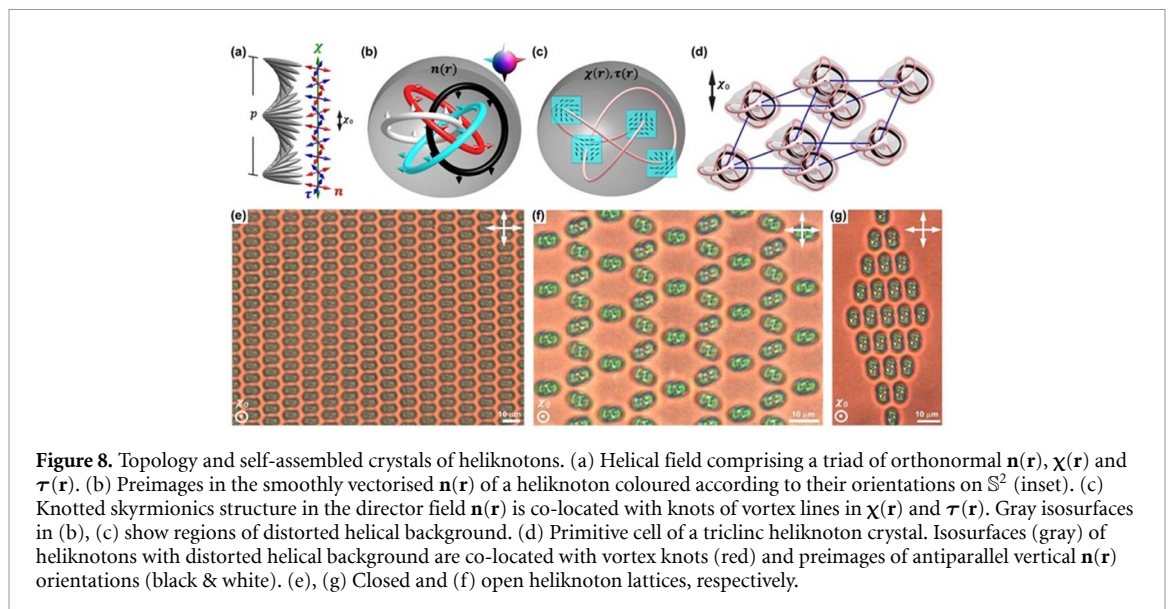 (a)
χ
p
χ₀
τ
n
(b)
n(r)
(c)
χ(r), τ(r)
(d)
χ₀
(e)
χ₀
10 μm
(f)
χ₀
10 μm
(g)
χ₀
10 μm
Figure 8. Topology and self-assembled crystals of heliknotons. (a) Helical field comprising a triad of orthonormal n(r), χ(r) and
τ(r). (b) Preimages in the smoothly vectorised n(r) of a heliknoton coloured according to their orientations on 𝕊² (inset). (c)
Knotted skyrmionics structure in the director field n(r) is co-located with knots of vortex lines in χ(r) and τ(r). Gray isosurfaces
in (b), (c) show regions of distorted helical background. (d) Primitive cell of a triclinc heliknoton crystal. Isosurfaces (gray) of
heliknotons with distorted helical background are co-located with vortex knots (red) and preimages of antiparallel vertical n(r)
orientations (black & white). (e), (g) Closed and (f) open heliknoton lattices, respectively.